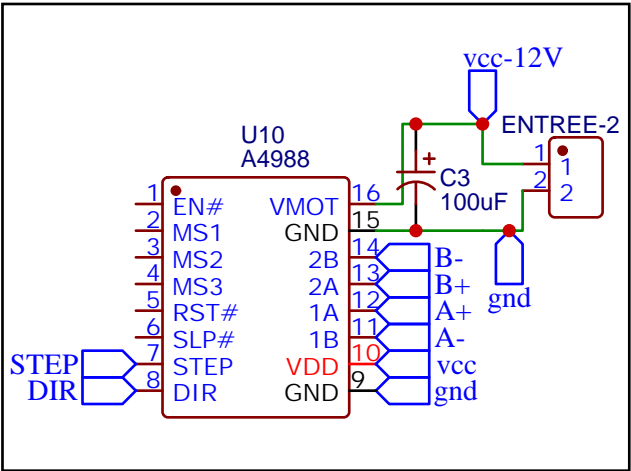 vcc-12V
ENTREE-2
U10
A4988
+
C3
100uF
1 1
2 2
1 EN# VMOT 16
2 MS1 GND 15
3 MS2 2B 14 B-
4 MS3 2A 13 B+
gnd
5 RST# 1A 12 A+
6 SLP# 1B 11 A-
STEP 7 STEP VDD 10 vcc
DIR 8 DIR GND 9 gnd